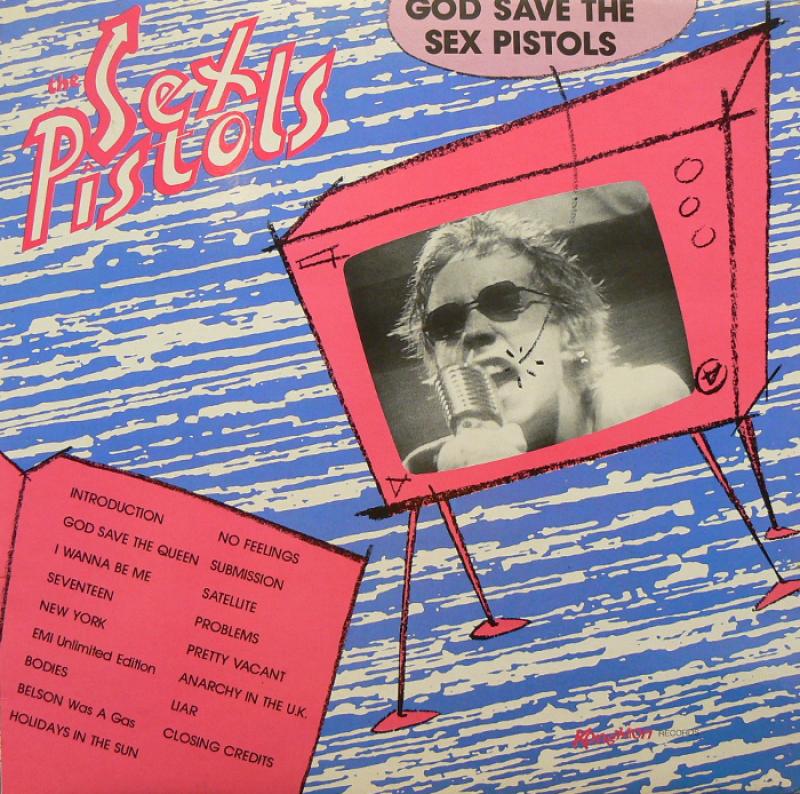 GOD SAVE THE
SEX PISTOLS
the
Sex
Pistols
INTRODUCTION
GOD SAVE THE QUEEN
I WANNA BE ME
SEVENTEEN
NEW YORK
EMI Unlimited Edition
BODIES
BELSON Was A Gas
HOLIDAYS IN THE SUN
NO FEELINGS
SUBMISSION
SATELLITE
PROBLEMS
PRETTY VACANT
ANARCHY IN THE U.K.
LIAR
CLOSING CREDITS
RECORDS